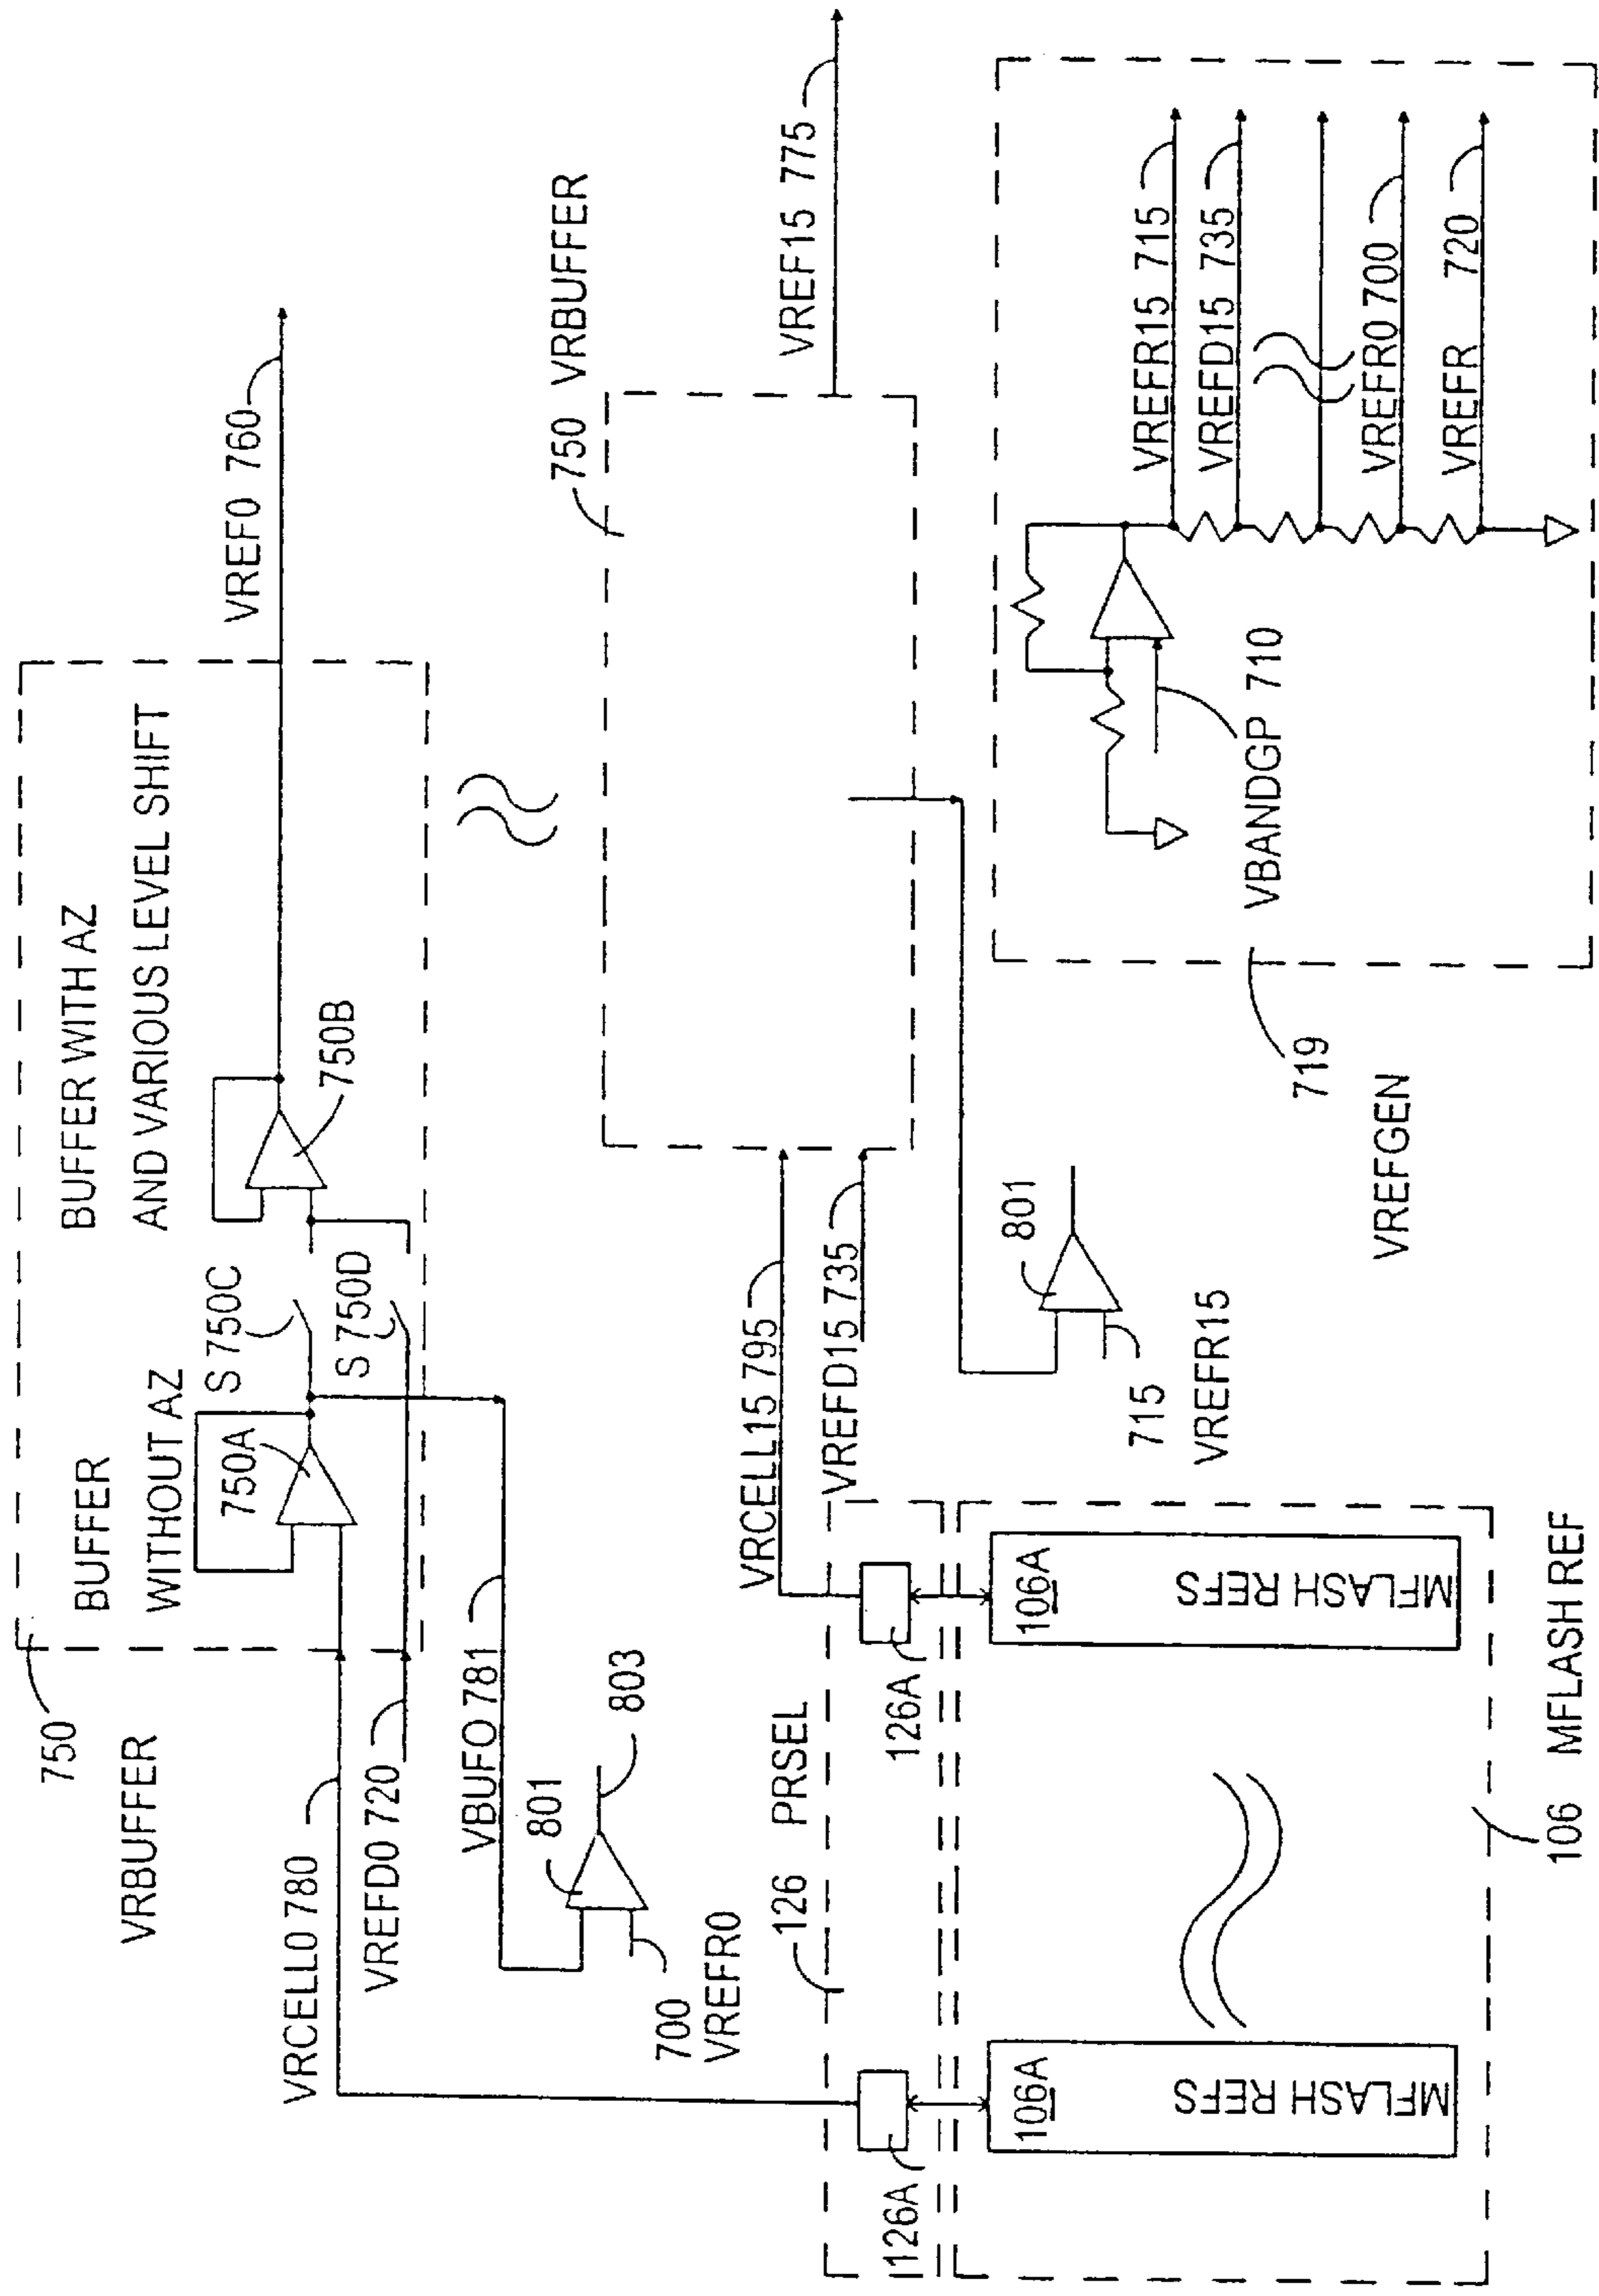 750
VRBUFFER
BUFFER
WITHOUT AZ
750A
S 750C
S 750D
BUFFER WITH AZ
AND VARIOUS LEVEL SHIFT
750B
VREF0 760
VRCELL0 780
VREFD0 720
VBUFO 781
801
803
700
VREFR0
750 VRBUFFER
VREF15 775
VRCELL15 795
VREFD15 735
801
715
VREFR15
126 PRSEL
126A
126A
106A
MFLASH REFS
106A
MFLASH REFS
106 MFLASH REF
719
VREFGEN
VBANDGP 710
VREFR15 715
VREFD15 735
VREFR0 700
VREFR 720